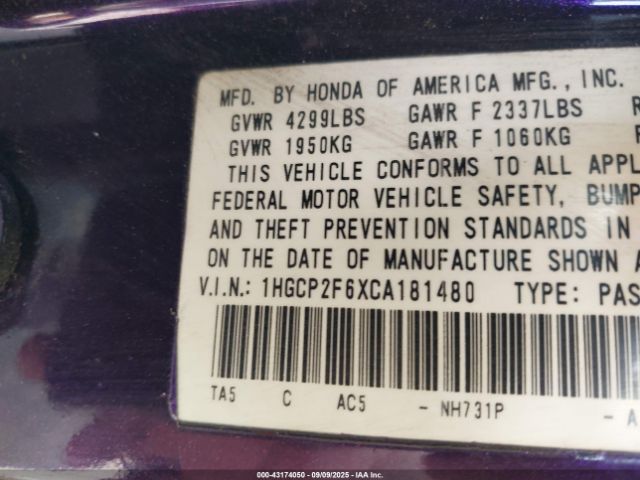 MFD. BY HONDA OF AMERICA MFG., INC.
GVWR 4299LBS GAWR F 2337LBS R
GVWR 1950KG GAWR F 1060KG
THIS VEHICLE CONFORMS TO ALL APPL
FEDERAL MOTOR VEHICLE SAFETY, BUMP
AND THEFT PREVENTION STANDARDS IN
ON THE DATE OF MANUFACTURE SHOWN A
V.I.N.: 1HGCP2F6XCA181480 TYPE: PAS
TA5 C AC5 - NH731P - A
000-43174050 - 09/09/2025 - IAAI.com